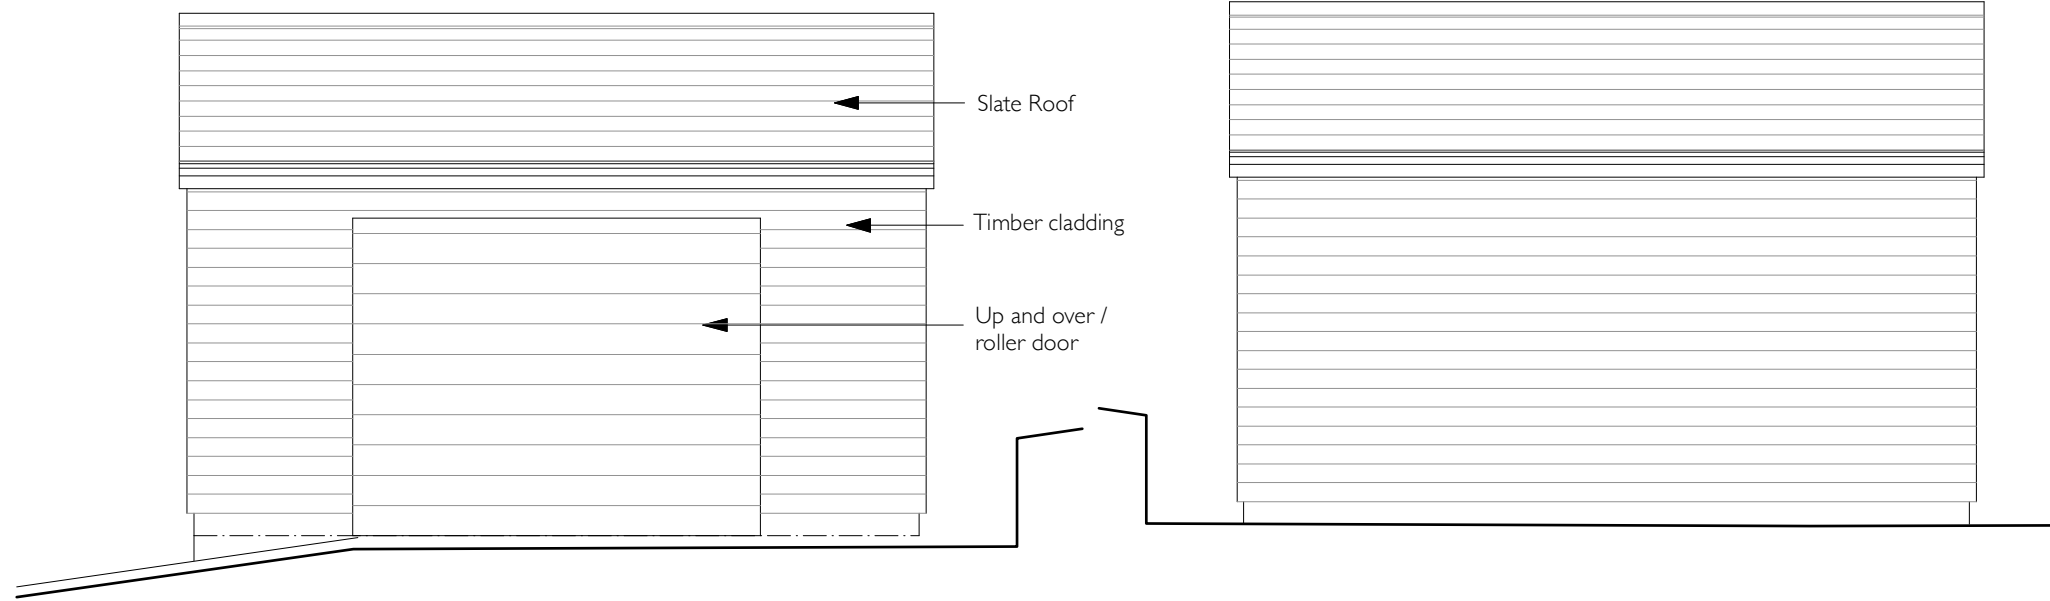 Slate Roof
Timber cladding
Up and over /
roller door